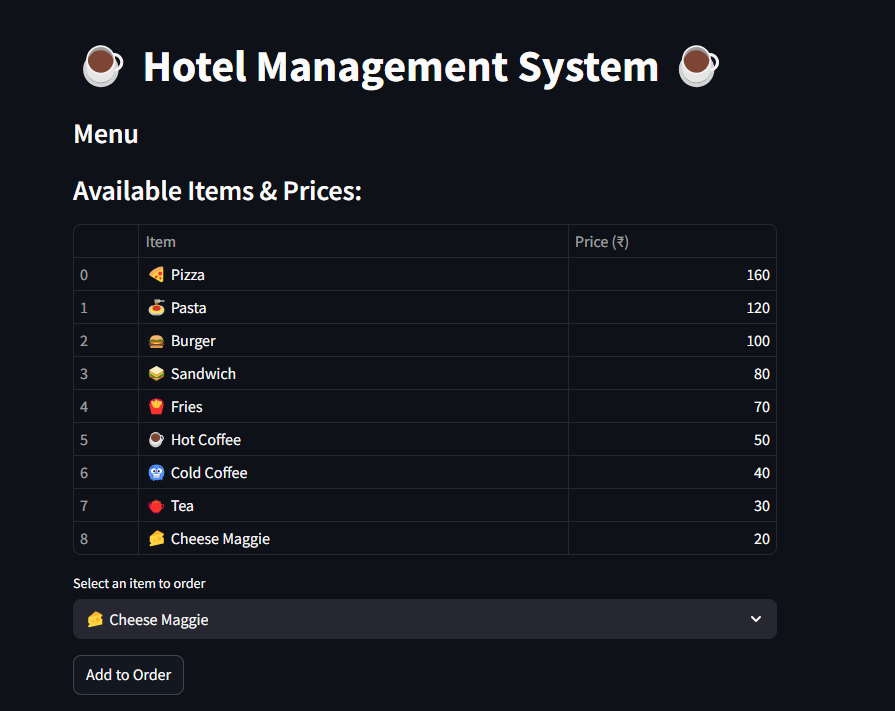 Hotel Management System
Menu
Available Items & Prices:
Item Price (₹)
0 Pizza 160
1 Pasta 120
2 Burger 100
3 Sandwich 80
4 Fries 70
5 Hot Coffee 50
6 Cold Coffee 40
7 Tea 30
8 Cheese Maggie 20
Select an item to order
Cheese Maggie
Add to Order